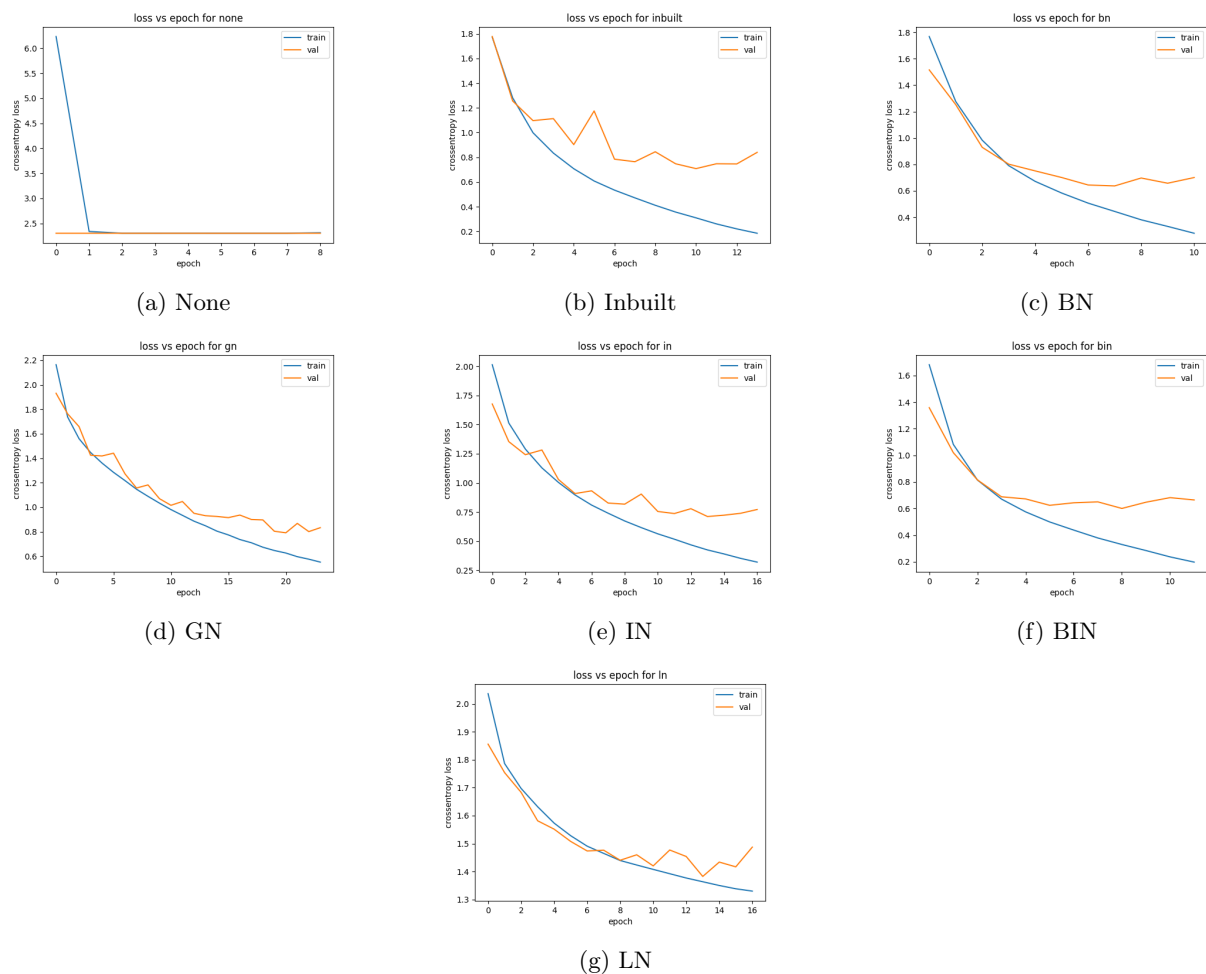 loss vs epoch for none
train
val
crossentropy loss
6.0
5.5
5.0
4.5
4.0
3.5
3.0
2.5
0 1 2 3 4 5 6 7 8
epoch
(a) None
loss vs epoch for inbuilt
train
val
crossentropy loss
1.8
1.6
1.4
1.2
1.0
0.8
0.6
0.4
0.2
0 2 4 6 8 10 12
epoch
(b) Inbuilt
loss vs epoch for bn
train
val
crossentropy loss
1.8
1.6
1.4
1.2
1.0
0.8
0.6
0.4
0 2 4 6 8 10
epoch
(c) BN
loss vs epoch for gn
train
val
crossentropy loss
2.2
2.0
1.8
1.6
1.4
1.2
1.0
0.8
0.6
0 5 10 15 20
epoch
(d) GN
loss vs epoch for in
train
val
crossentropy loss
2.00
1.75
1.50
1.25
1.00
0.75
0.50
0.25
0 2 4 6 8 10 12 14 16
epoch
(e) IN
loss vs epoch for bin
train
val
crossentropy loss
1.6
1.4
1.2
1.0
0.8
0.6
0.4
0.2
0 2 4 6 8 10
epoch
(f) BIN
loss vs epoch for ln
train
val
crossentropy loss
2.0
1.9
1.8
1.7
1.6
1.5
1.4
1.3
0 2 4 6 8 10 12 14 16
epoch
(g) LN